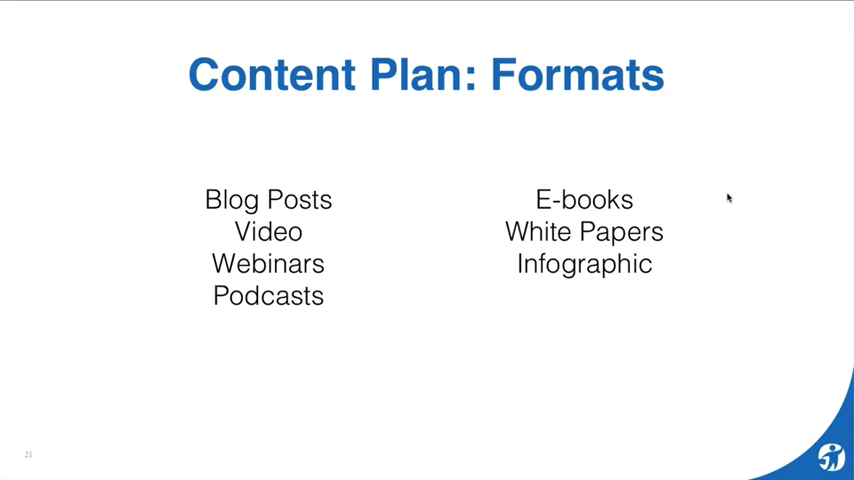 Content Plan: Formats
Blog Posts
Video
Webinars
Podcasts
E-books
White Papers
Infographic
21